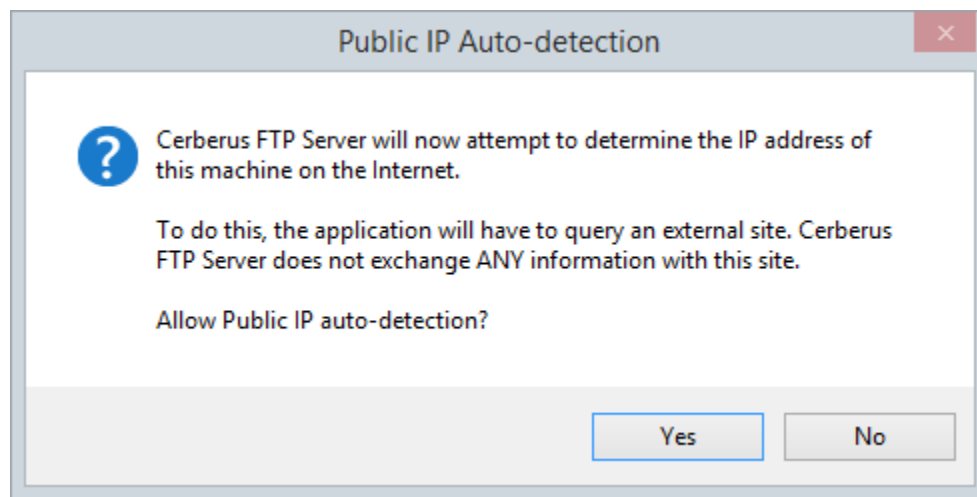 Public IP Auto-detection
Cerberus FTP Server will now attempt to determine the IP address of
this machine on the Internet.
To do this, the application will have to query an external site. Cerberus
FTP Server does not exchange ANY information with this site.
Allow Public IP auto-detection?
Yes
No